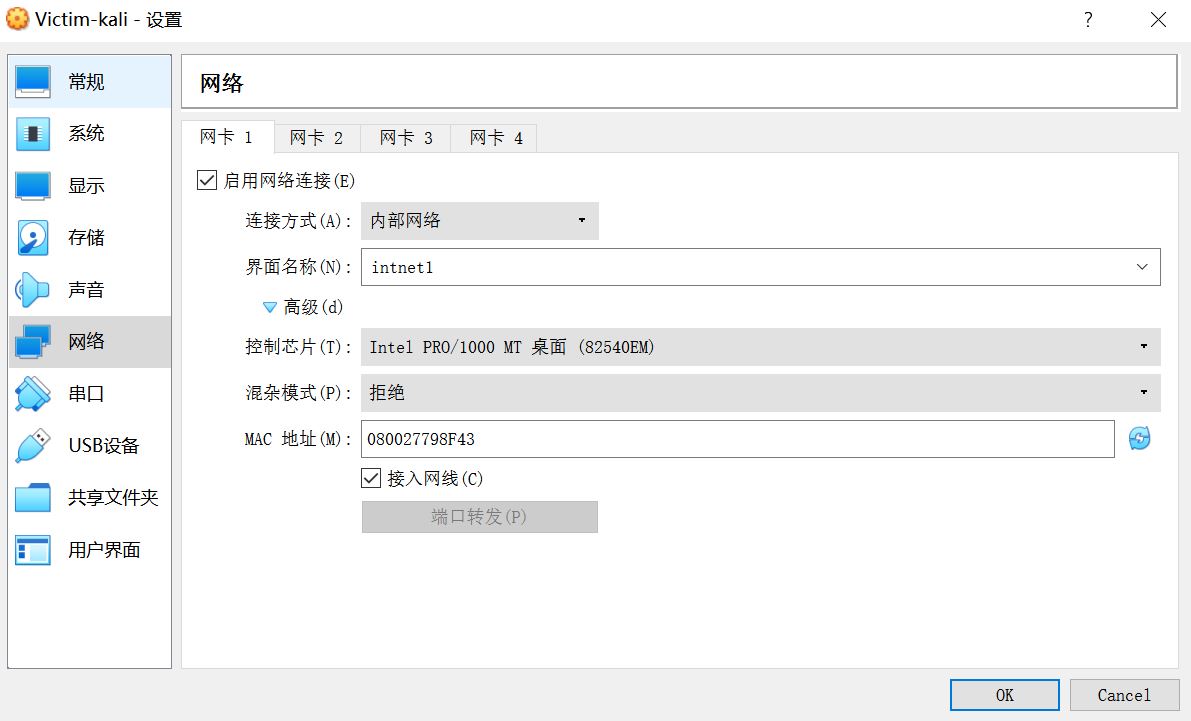 Victim-kali - 设置
?
常规
系统
显示
存储
声音
网络
串口
USB设备
共享文件夹
用户界面
网络
网卡 1 网卡 2 网卡 3 网卡 4
启用网络连接(E)
连接方式(A): 内部网络
界面名称(N): intnet1
高级(d)
控制芯片(T): Intel PRO/1000 MT 桌面 (82540EM)
混杂模式(P): 拒绝
MAC 地址(M): 080027798F43
接入网线(C)
端口转发(P)
OK Cancel